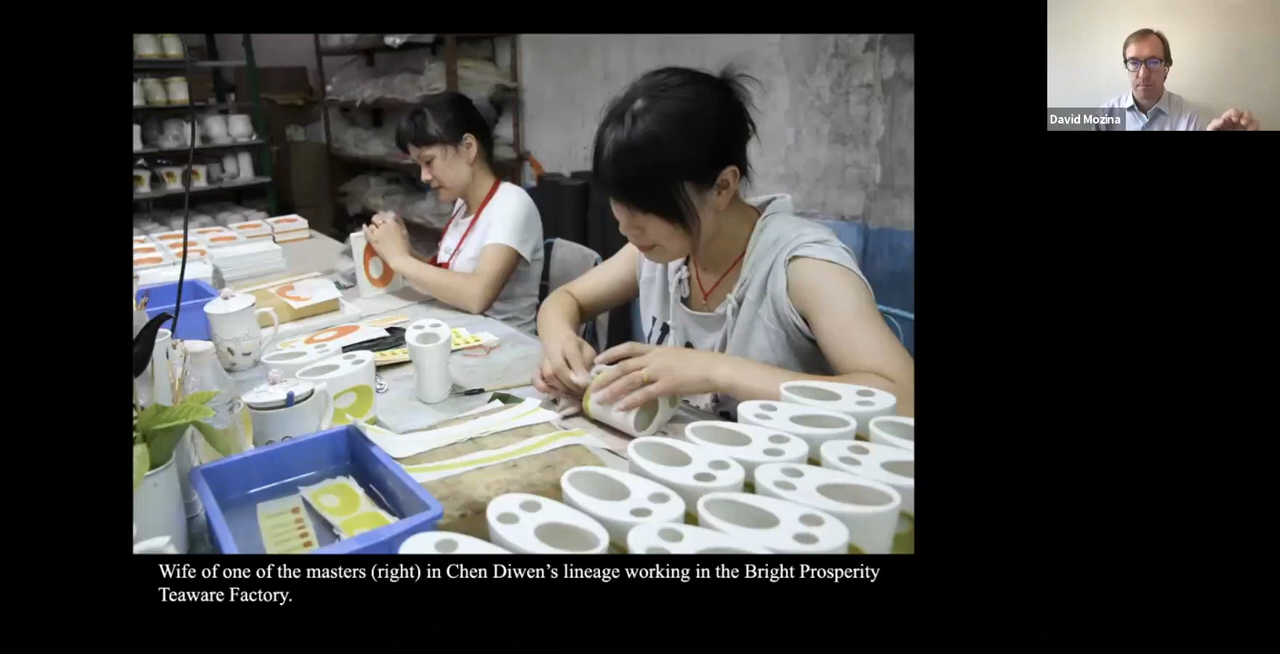 David Mozina
Wife of one of the masters (right) in Chen Diwen’s lineage working in the Bright Prosperity
Teaware Factory.